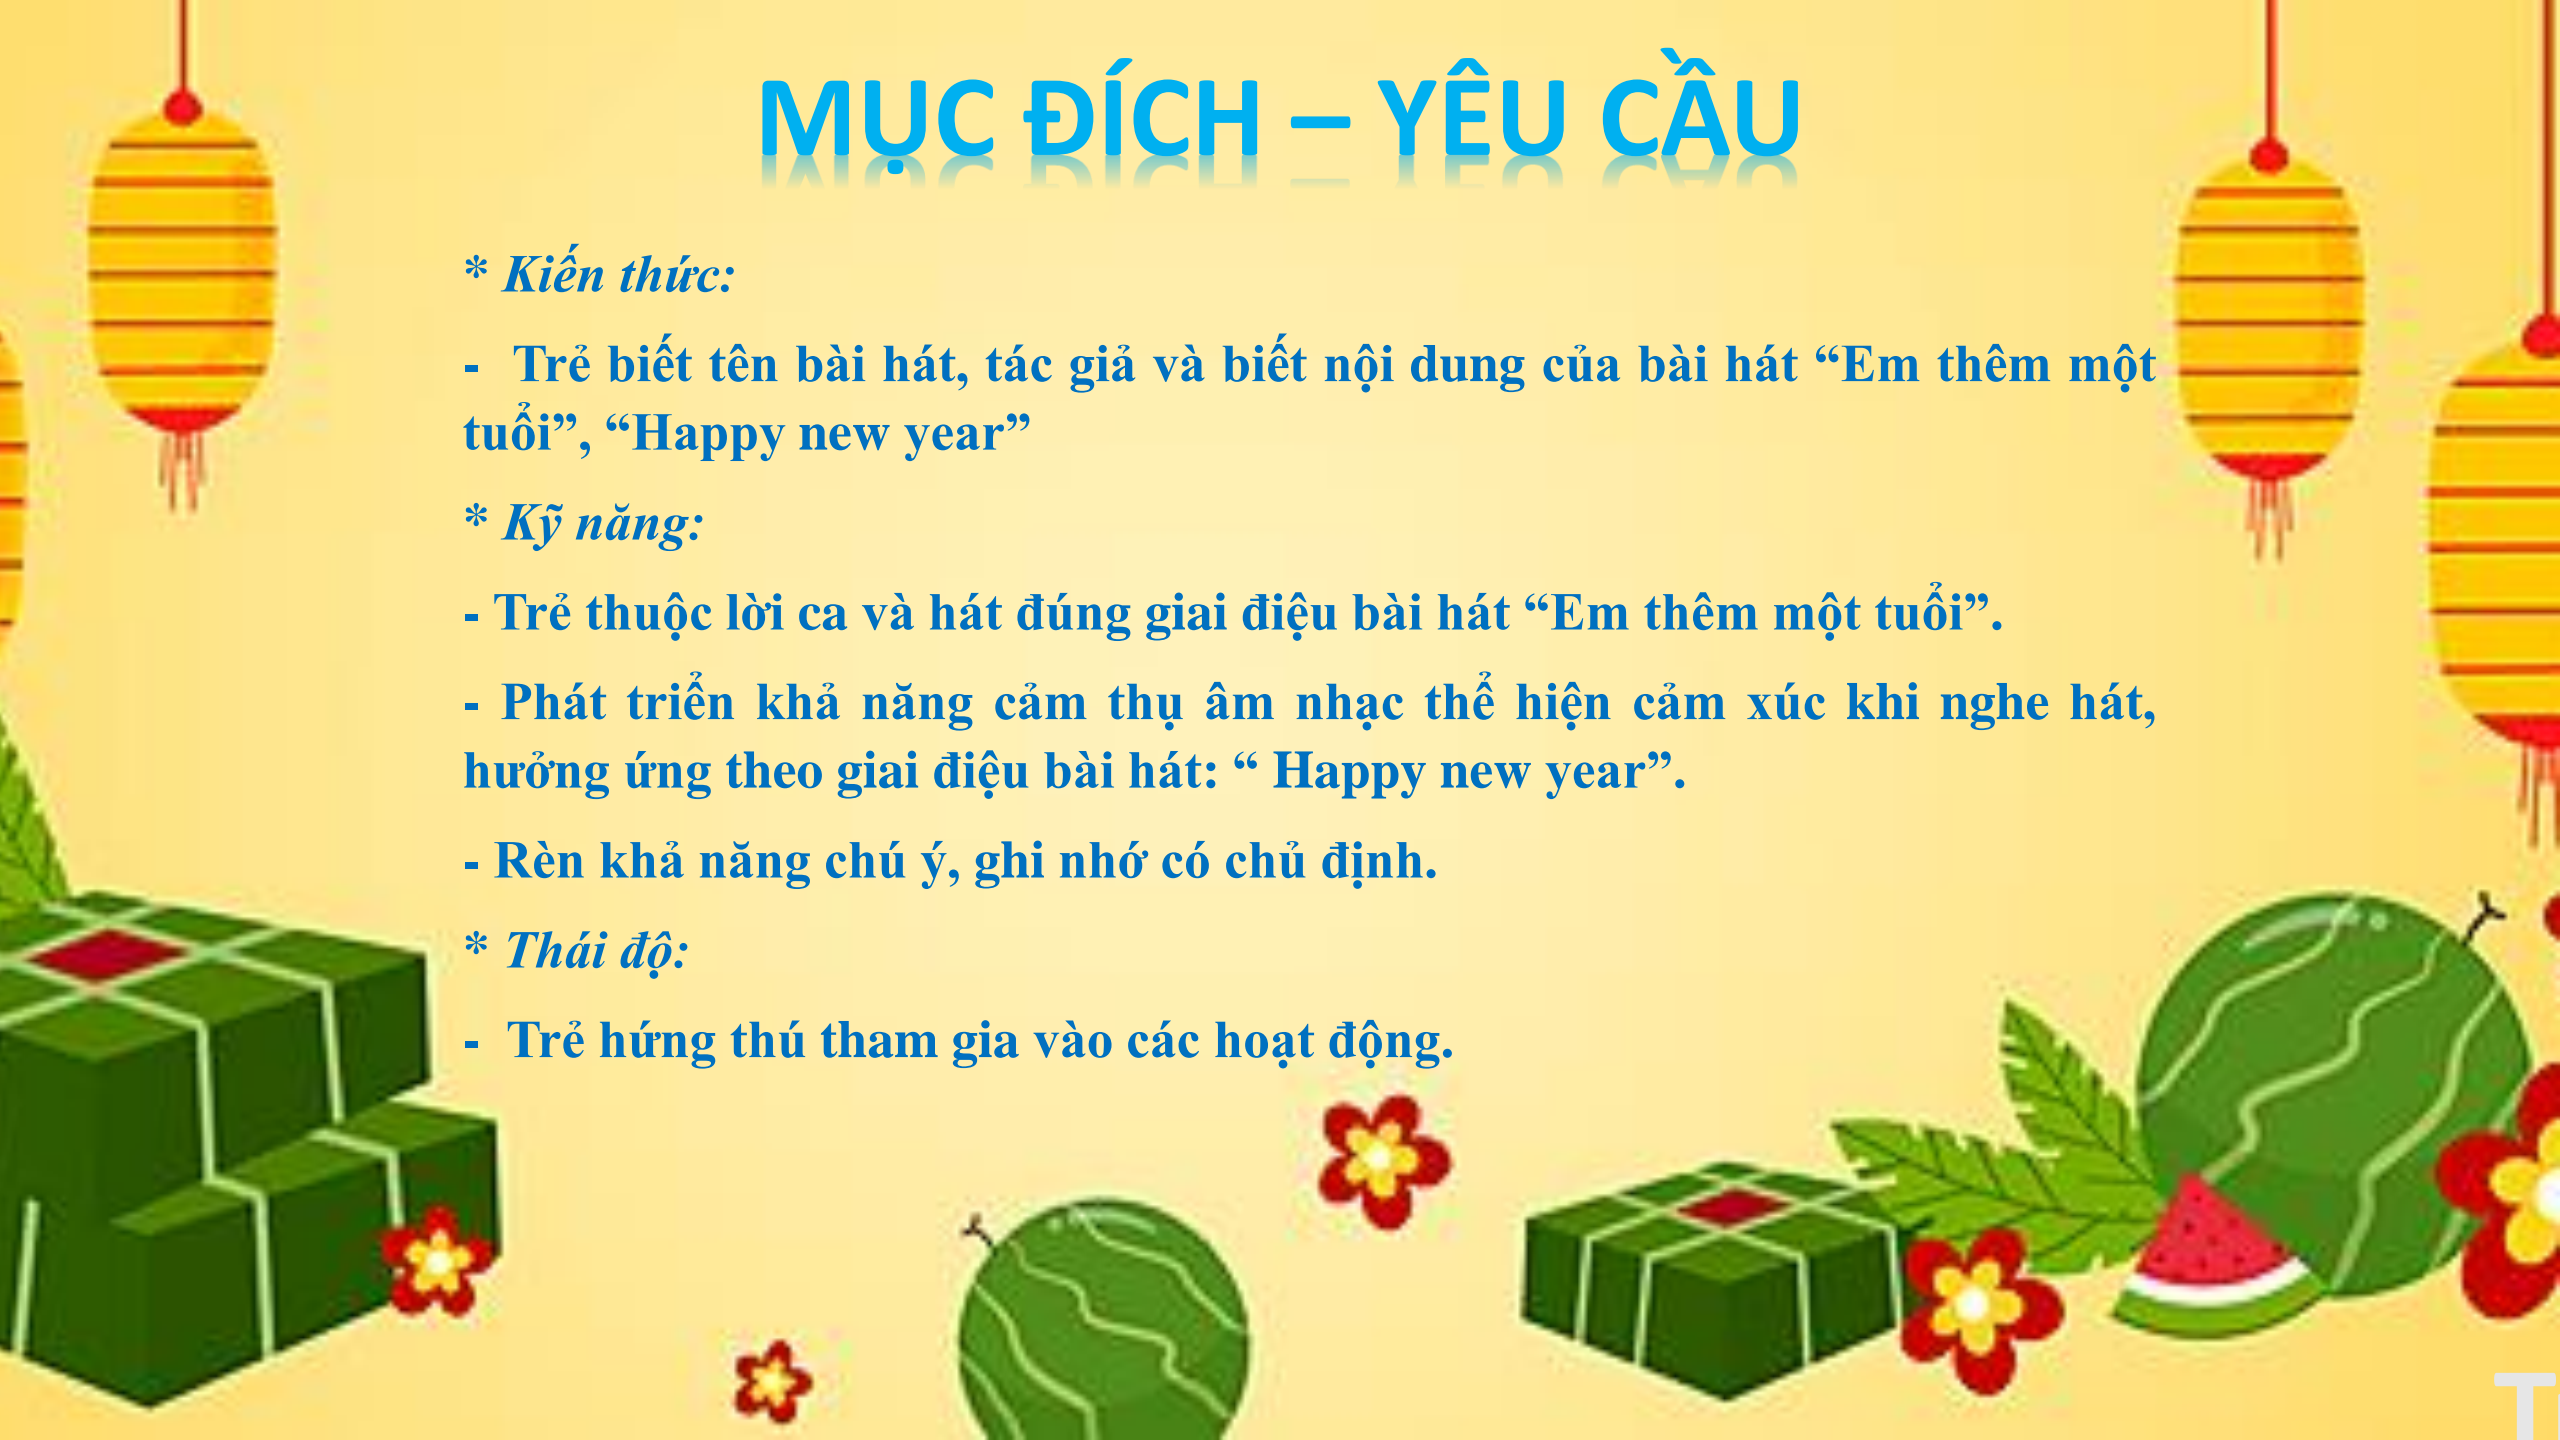 MỤC ĐÍCH – YÊU CẦU
* Kiến thức:
- Trẻ biết tên bài hát, tác giả và biết nội dung của bài hát “Em thêm một
tuổi”, “Happy new year”
* Kỹ năng:
- Trẻ thuộc lời ca và hát đúng giai điệu bài hát “Em thêm một tuổi”.
- Phát triển khả năng cảm thụ âm nhạc thể hiện cảm xúc khi nghe hát,
hưởng ứng theo giai điệu bài hát: “ Happy new year”.
- Rèn khả năng chú ý, ghi nhớ có chủ định.
* Thái độ:
- Trẻ hứng thú tham gia vào các hoạt động.